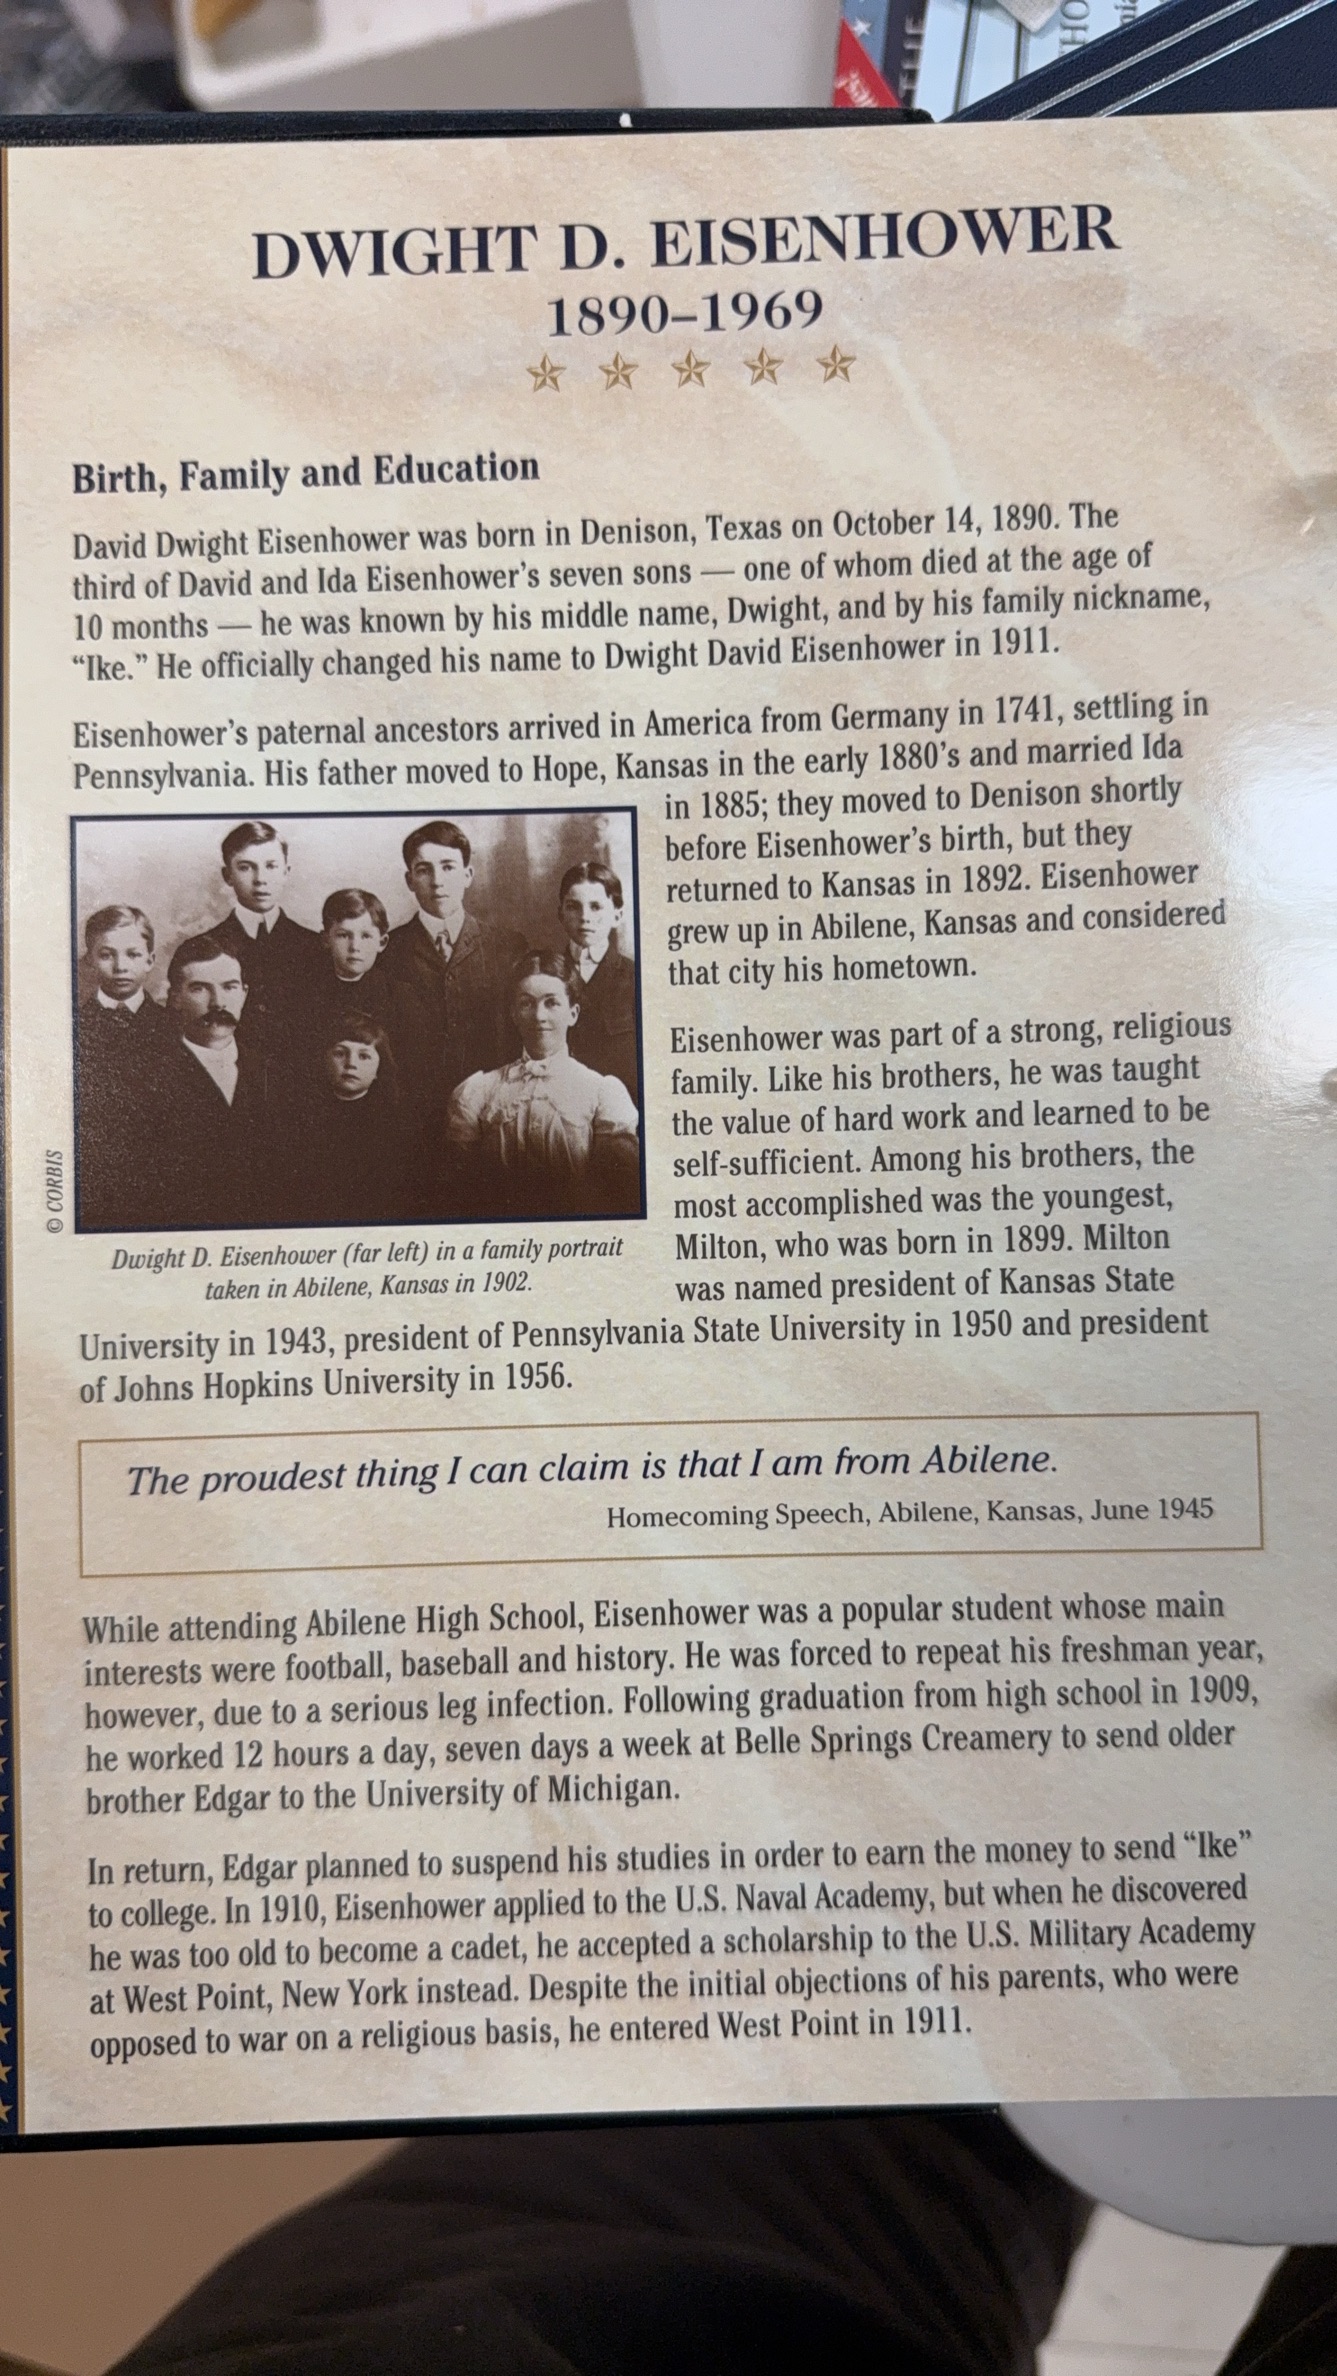 THE
DWIGHT D. EISENHOWER
1890–1969
Birth, Family and Education
David Dwight Eisenhower was born in Denison, Texas on October 14, 1890. The
third of David and Ida Eisenhower's seven sons — one of whom died at the age of
10 months — he was known by his middle name, Dwight, and by his family nickname,
“Ike.” He officially changed his name to Dwight David Eisenhower in 1911.
Eisenhower's paternal ancestors arrived in America from Germany in 1741, settling in
Pennsylvania. His father moved to Hope, Kansas in the early 1880's and married Ida
in 1885; they moved to Denison shortly
before Eisenhower's birth, but they
returned to Kansas in 1892. Eisenhower
grew up in Abilene, Kansas and considered
that city his hometown.
© CORBIS
Dwight D. Eisenhower (far left) in a family portrait
taken in Abilene, Kansas in 1902.
Eisenhower was part of a strong, religious
family. Like his brothers, he was taught
the value of hard work and learned to be
self-sufficient. Among his brothers, the
most accomplished was the youngest,
Milton, who was born in 1899. Milton
was named president of Kansas State
University in 1943, president of Pennsylvania State University in 1950 and president
of Johns Hopkins University in 1956.
The proudest thing I can claim is that I am from Abilene.
Homecoming Speech, Abilene, Kansas, June 1945
While attending Abilene High School, Eisenhower was a popular student whose main
interests were football, baseball and history. He was forced to repeat his freshman year,
however, due to a serious leg infection. Following graduation from high school in 1909,
he worked 12 hours a day, seven days a week at Belle Springs Creamery to send older
brother Edgar to the University of Michigan.
In return, Edgar planned to suspend his studies in order to earn the money to send “Ike”
to college. In 1910, Eisenhower applied to the U.S. Naval Academy, but when he discovered
he was too old to become a cadet, he accepted a scholarship to the U.S. Military Academy
at West Point, New York instead. Despite the initial objections of his parents, who were
opposed to war on a religious basis, he entered West Point in 1911.